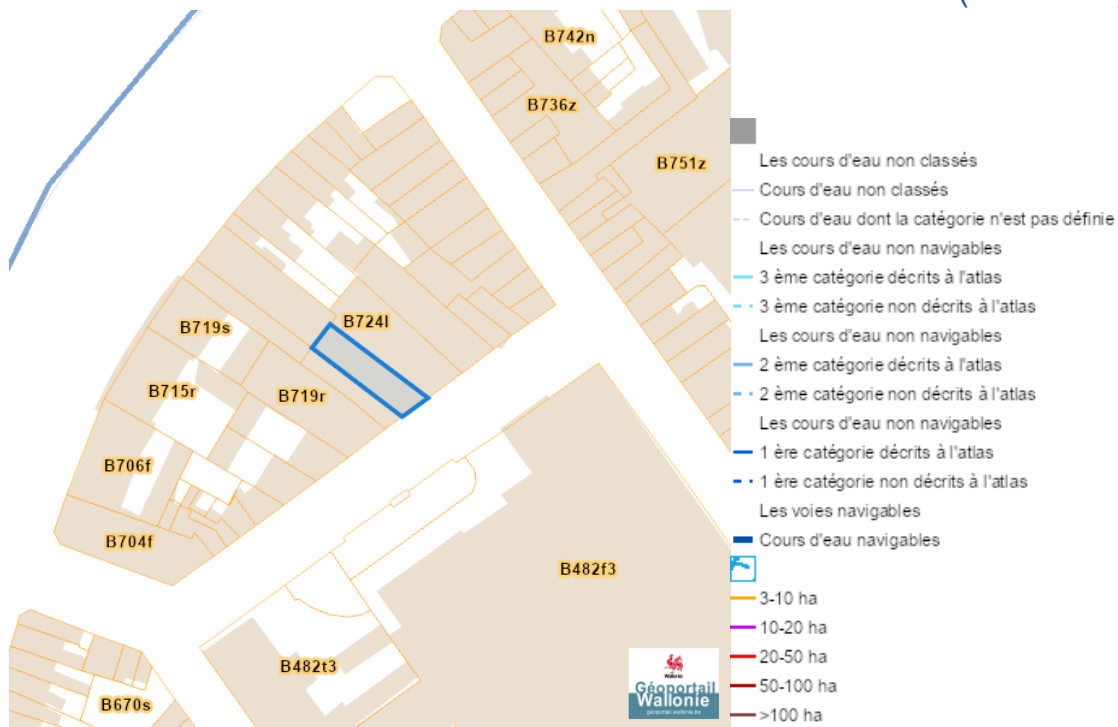 B742n
B736z
B751z
B724l
B719s
B715r
B719r
B706f
B704f
B482f3
B482t3
B670s
Wallonie
Géoportail
Wallonie
geoportail.wallonie.be
Les cours d'eau non classés
Cours d'eau non classés
Cours d'eau dont la catégorie n'est pas définie
Les cours d'eau non navigables
3 ème catégorie décrits à l'atlas
3 ème catégorie non décrits à l'atlas
Les cours d'eau non navigables
2 ème catégorie décrits à l'atlas
2 ème catégorie non décrits à l'atlas
Les cours d'eau non navigables
1 ère catégorie décrits à l'atlas
1 ère catégorie non décrits à l'atlas
Les voies navigables
Cours d'eau navigables
3-10 ha
10-20 ha
20-50 ha
50-100 ha
>100 ha